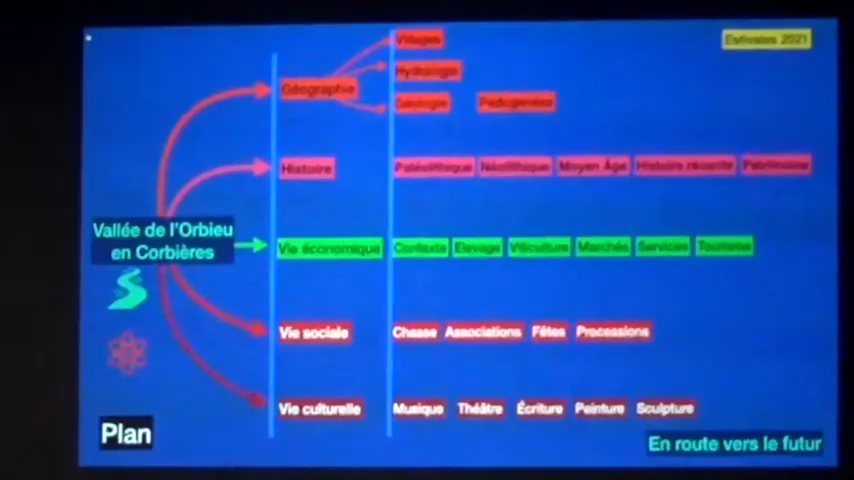 Villages
Estivales 2021
Hydrologie
Géographie
Géologie Pédogenèse
Histoire Paléolithique Néolithique Moyen Âge Histoire récente Patrimoine
Vallée de l'Orbieu
en Corbières
Vie économique Contexte Elevage Viticulture Marchés Services Tourisme
Vie sociale Chasse Associations Fêtes Processions
Vie culturelle Musique Théâtre Écriture Peinture Sculpture
Plan
En route vers le futur